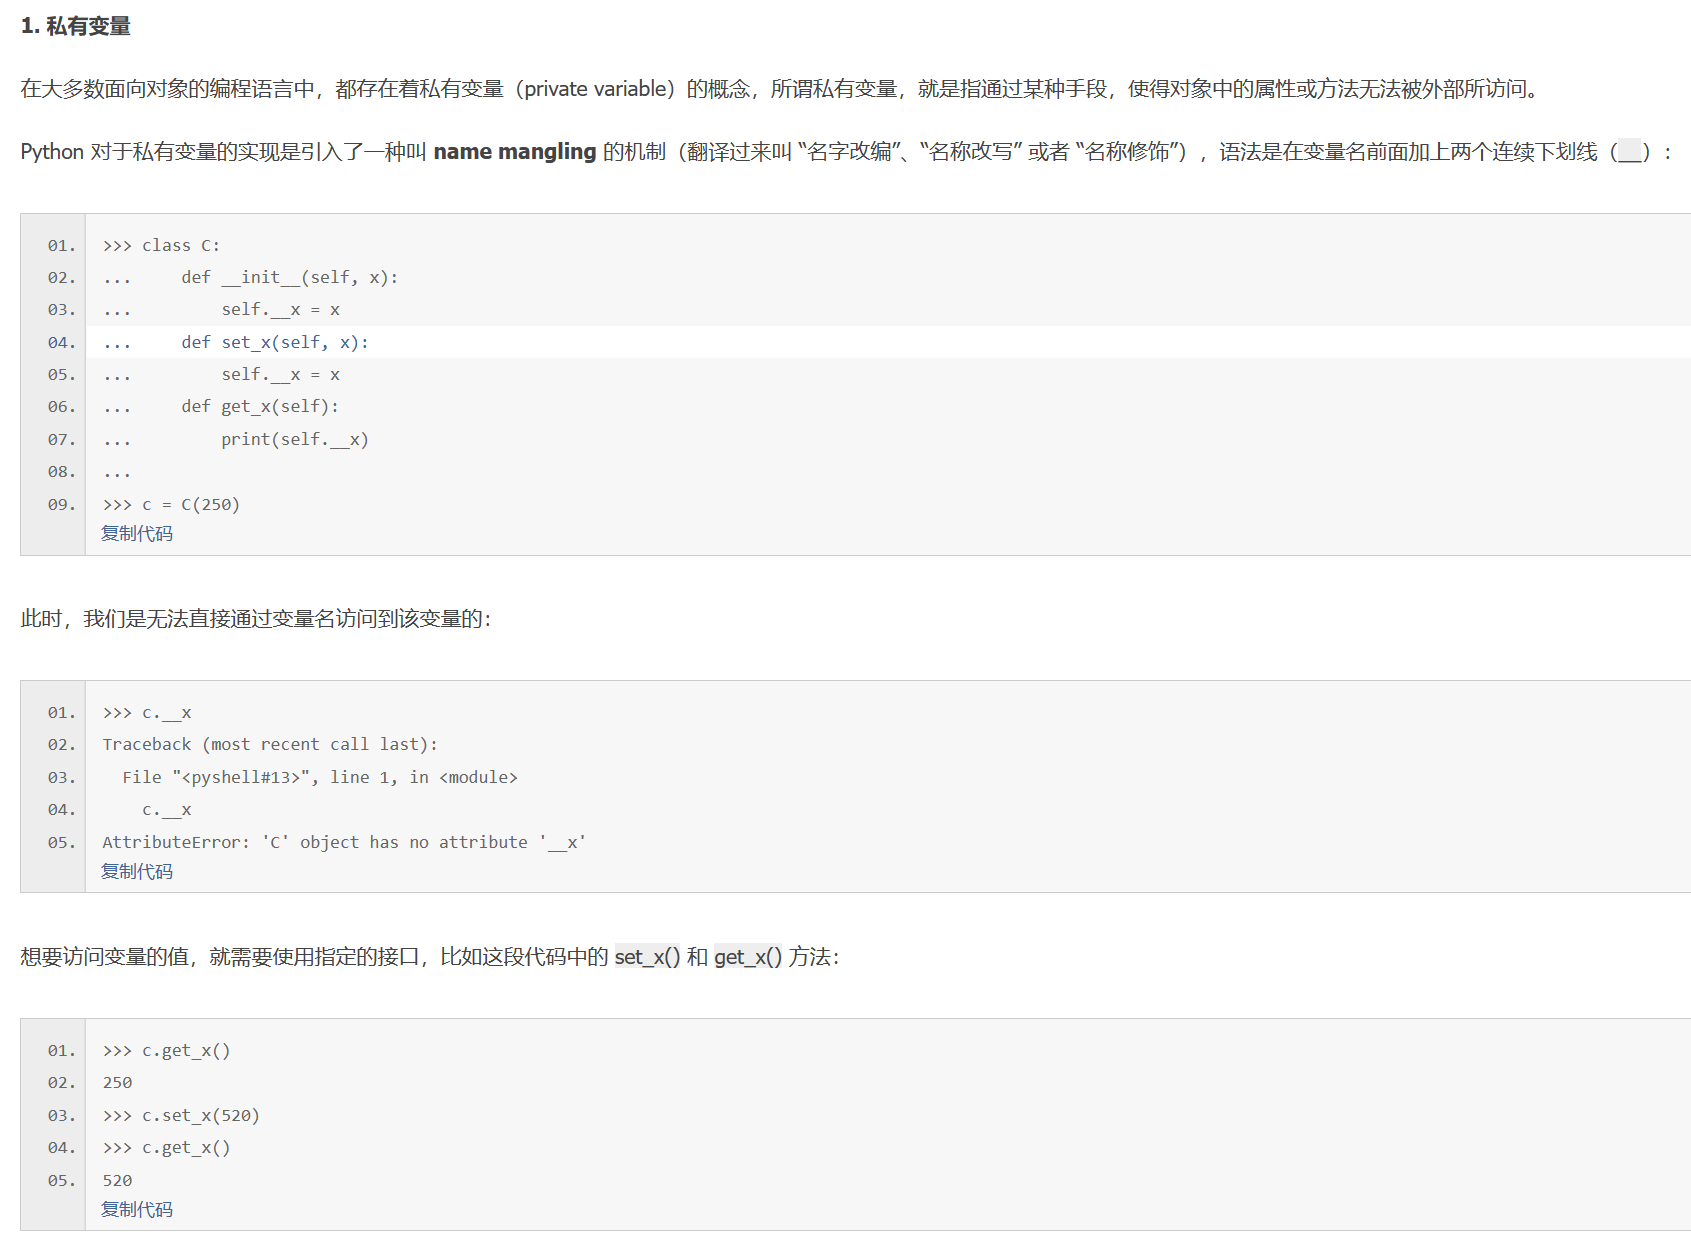 1. 私有变量
在大多数面向对象的编程语言中，都存在着私有变量（private variable）的概念，所谓私有变量，就是指通过某种手段，使得对象中的属性或方法无法被外部所访问。
Python 对于私有变量的实现是引入了一种叫 name mangling 的机制（翻译过来叫 “名字改编”、“名称改写” 或者 “名称修饰”），语法是在变量名前面加上两个连续下划线（__）：
01. >>> class C:
02. ...     def __init__(self, x):
03. ...         self.__x = x
04. ...     def set_x(self, x):
05. ...         self.__x = x
06. ...     def get_x(self):
07. ...         print(self.__x)
08. ...
09. >>> c = C(250)
复制代码
此时，我们是无法直接通过变量名访问到该变量的：
01. >>> c.__x
02. Traceback (most recent call last):
03.   File "<pyshell#13>", line 1, in <module>
04.     c.__x
05. AttributeError: 'C' object has no attribute '__x'
复制代码
想要访问变量的值，就需要使用指定的接口，比如这段代码中的 set_x() 和 get_x() 方法：
01. >>> c.get_x()
02. 250
03. >>> c.set_x(520)
04. >>> c.get_x()
05. 520
复制代码